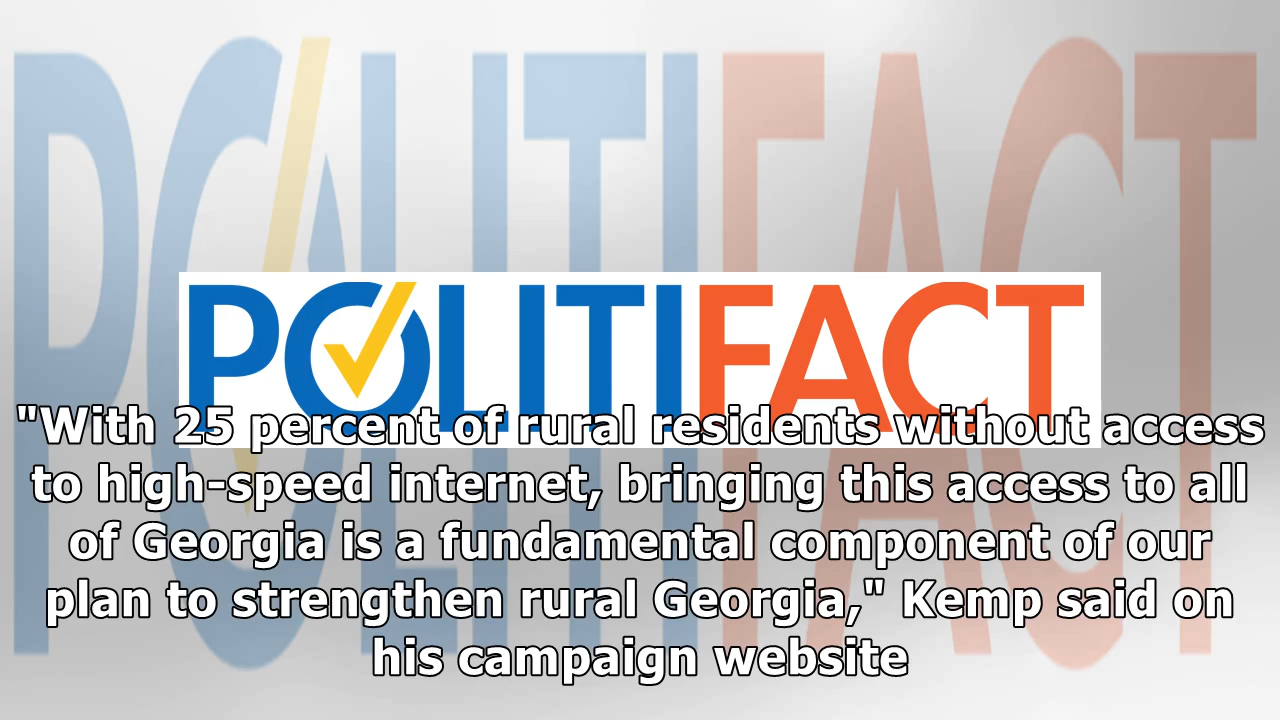 POLITIFACT
POLITIFACT
"With 25 percent of rural residents without access
to high-speed internet, bringing this access to all
of Georgia is a fundamental component of our
plan to strengthen rural Georgia," Kemp said on
his campaign website